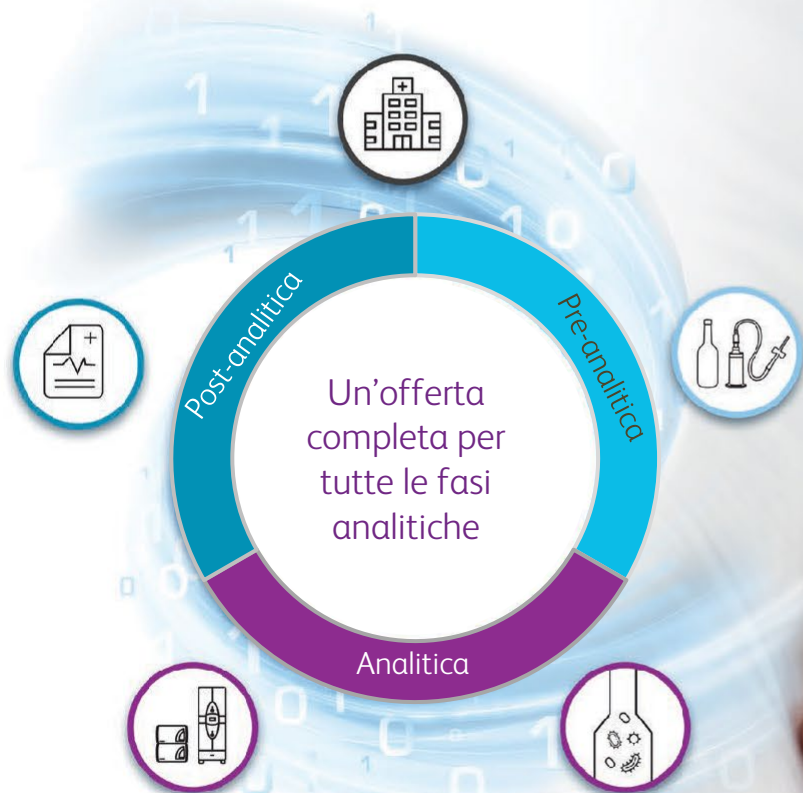 Post-analitica
Pre-analitica
Un’offerta
completa per
tutte le fasi
analitiche
Analitica